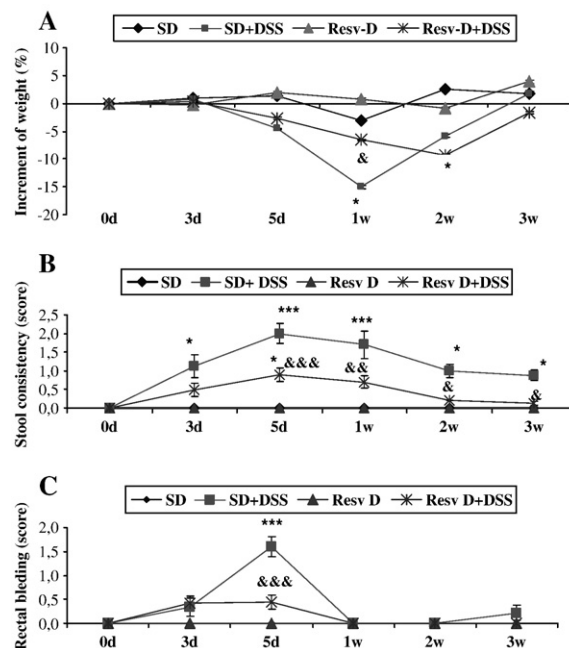 A
SD SD+DSS Resv-D Resv-D+DSS
Increment of weight (%)
10
5
0
-5
-10
-15
-20
&
*
*
0d 3d 5d 1w 2w 3w
B
SD SD+ DSS Resv D Resv D+DSS
Stool consistency (score)
2,5
2,0
1,5
1,0
0,5
0,0
*
***
***
*
*
* &&&
&&
&
&
0d 3d 5d 1w 2w 3w
C
SD SD+DSS Resv D Resv D+DSS
Rectal bleding (score)
2,0
1,5
1,0
0,5
0,0
***
&&&
0d 3d 5d 1w 2w 3w